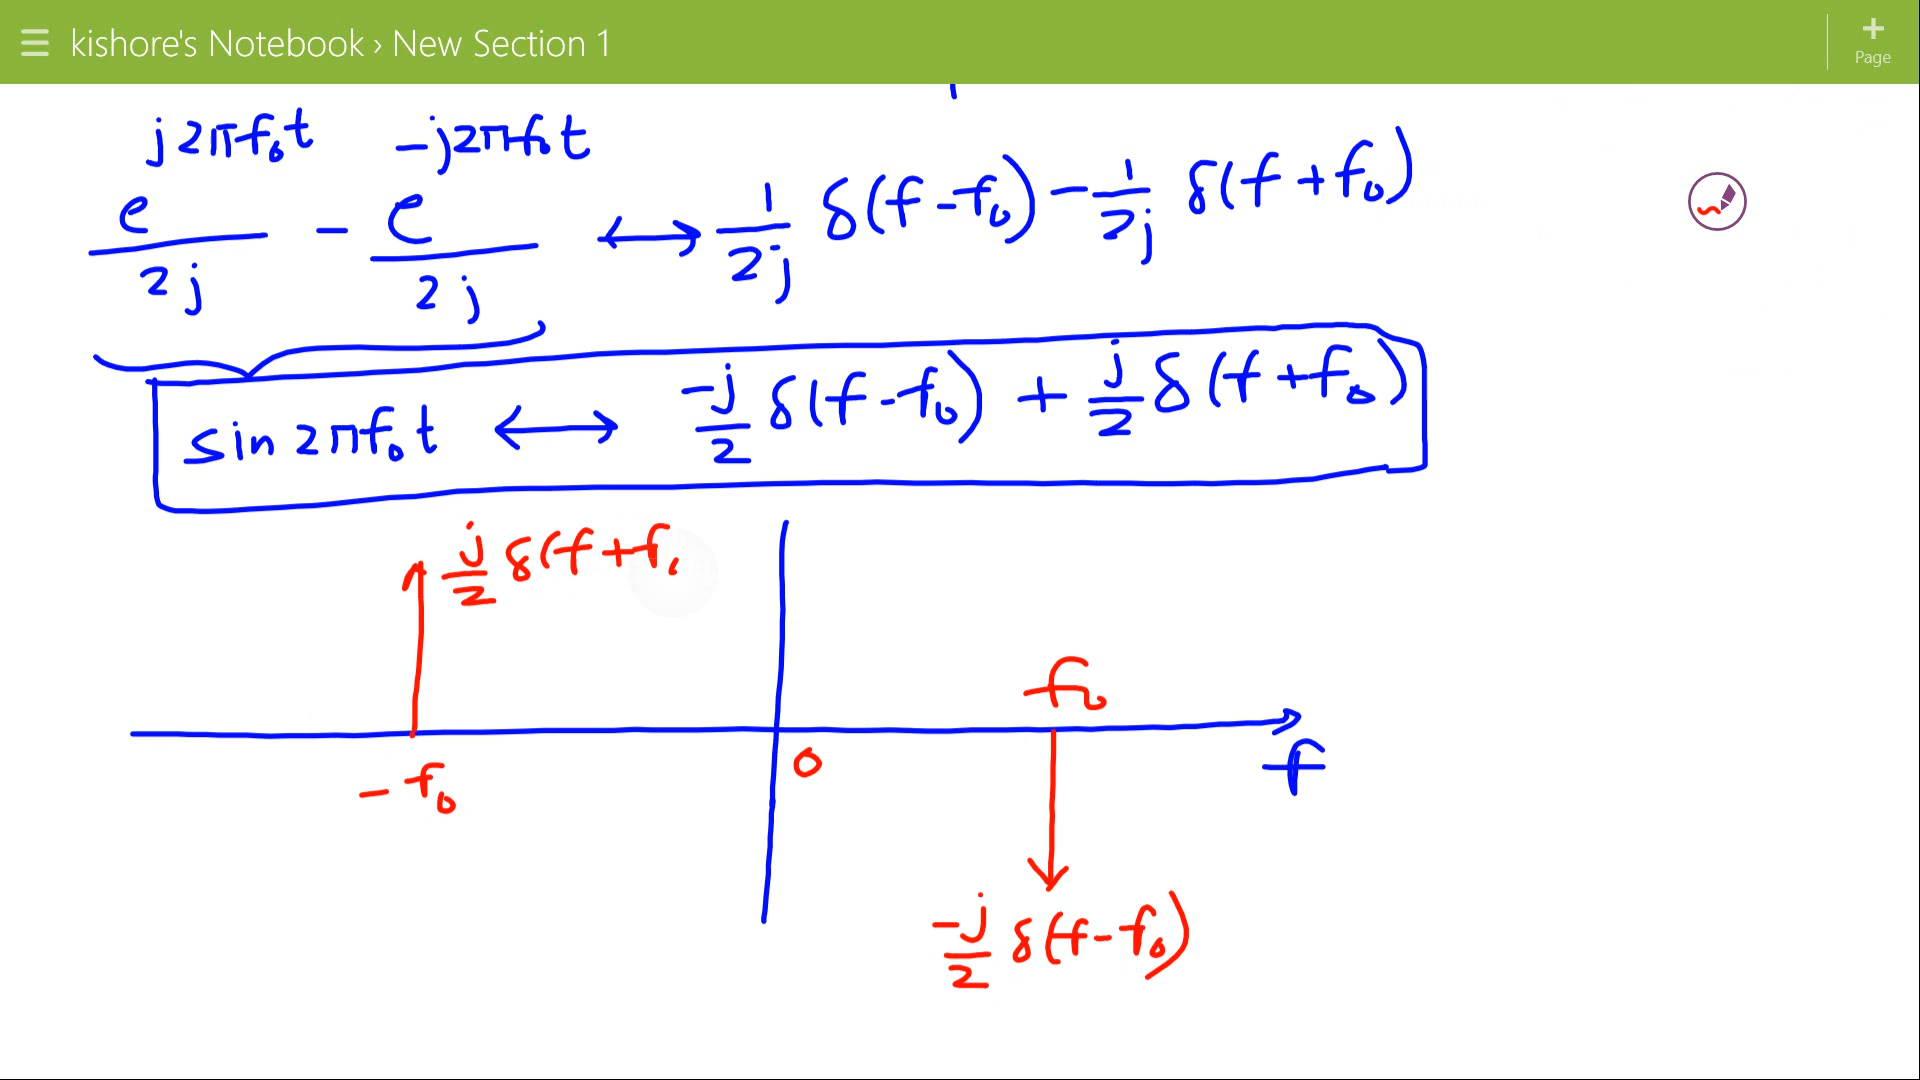 kishore's Notebook › New Section 1
Page
e^{j2πf₀t}/2j - e^{-j2πf₀t}/2j ↔ 1/2j δ(f-f₀) - 1/2j δ(f+f₀)
sin 2πf₀t ↔ -j/2 δ(f-f₀) + j/2 δ(f+f₀)
j/2 δ(f+f
f₀
-f₀
0
f
-j/2 δ(f-f₀)